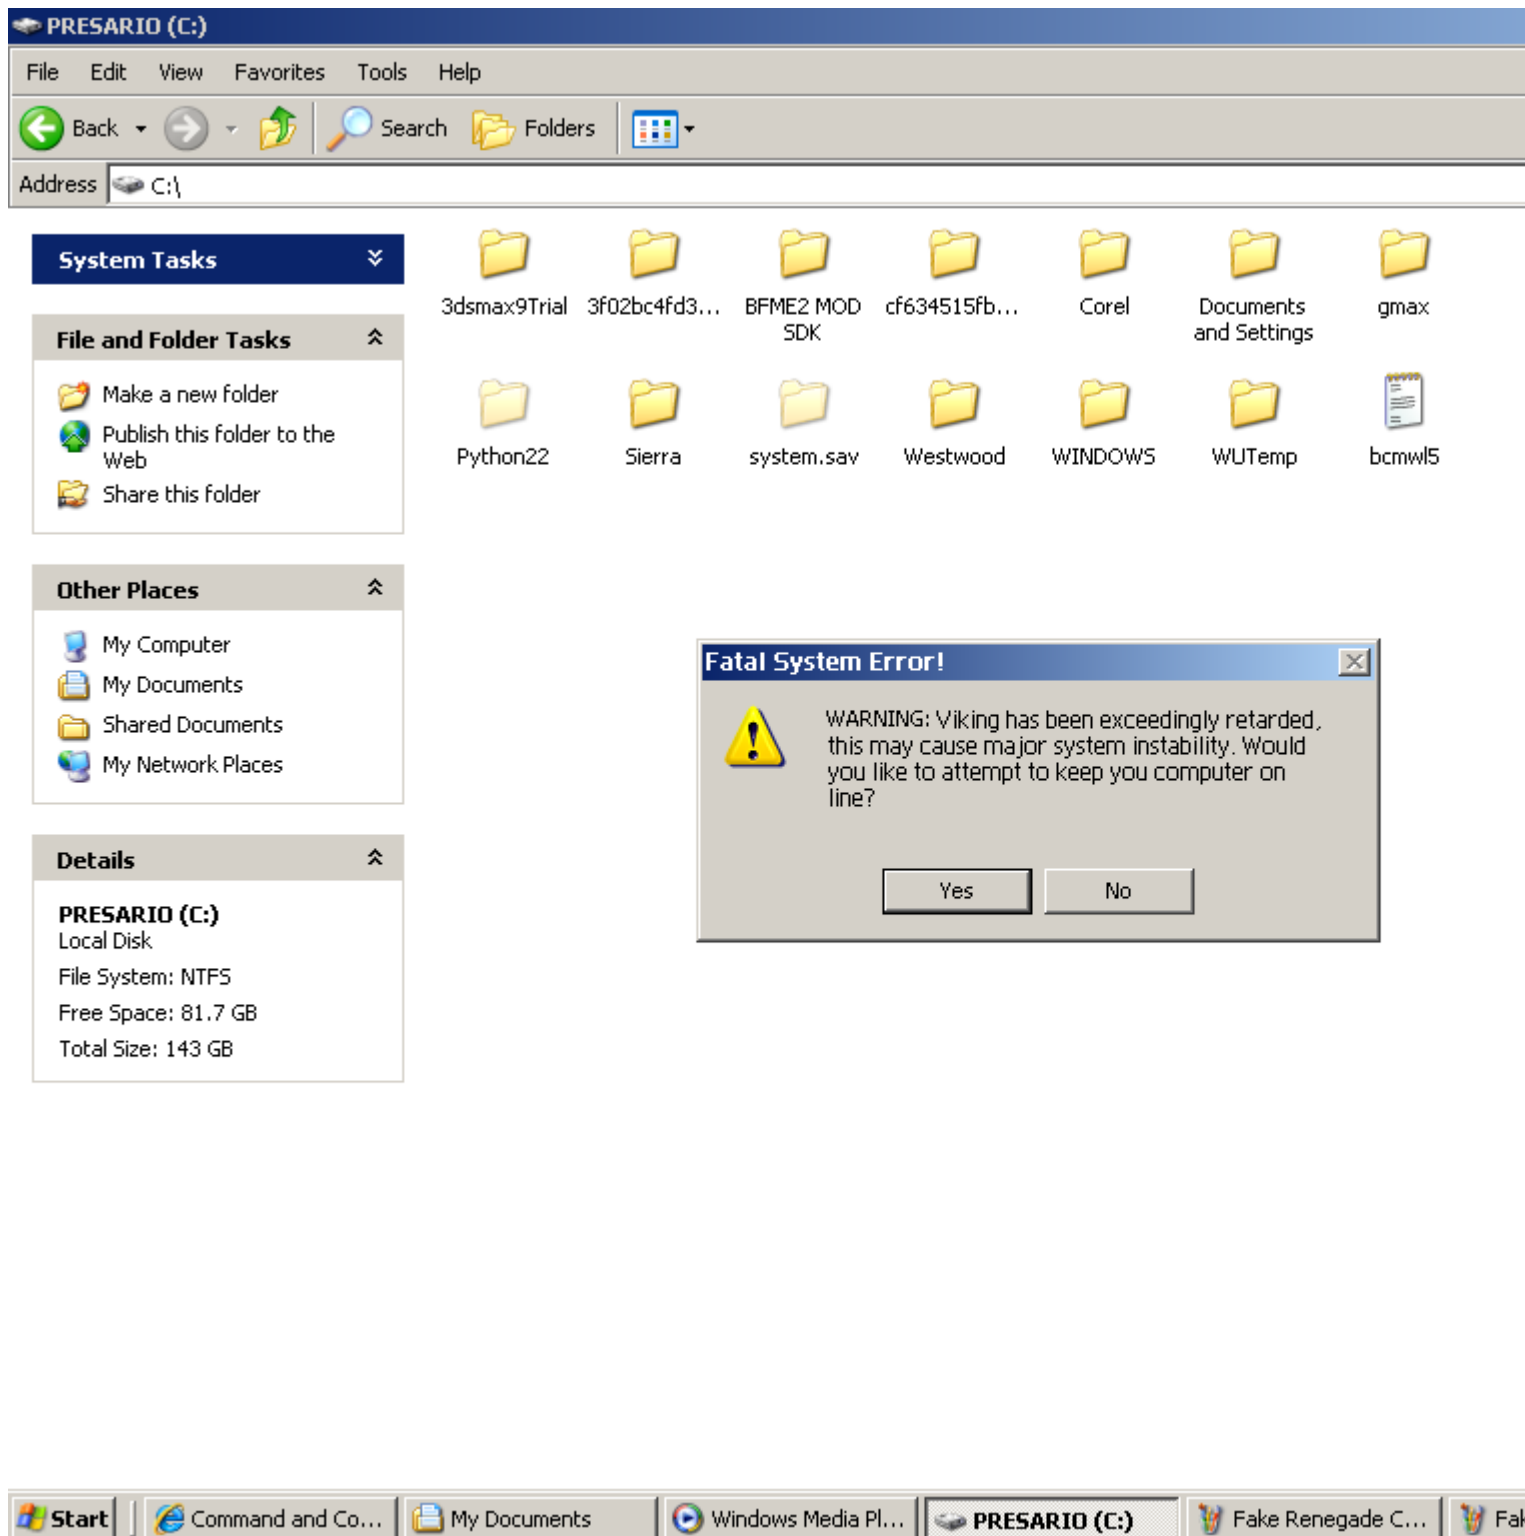 PRESARIO (C:)
File Edit View Favorites Tools Help
Back Search Folders
Address C:\
System Tasks
File and Folder Tasks
Make a new folder
Publish this folder to the
Web
Share this folder
Other Places
My Computer
My Documents
Shared Documents
My Network Places
Details
PRESARIO (C:)
Local Disk
File System: NTFS
Free Space: 81.7 GB
Total Size: 143 GB
3dsmax9Trial 3f02bc4fd3... BFME2 MOD cf634515fb... Corel Documents gmax
SDK and Settings
Python22 Sierra system.sav Westwood WINDOWS WUTemp bcmwl5
Fatal System Error!
WARNING: Viking has been exceedingly retarded,
this may cause major system instability. Would
you like to attempt to keep you computer on
line?
Yes No
Start Command and Co... My Documents Windows Media Pl... PRESARIO (C:) Fake Renegade C... Fak